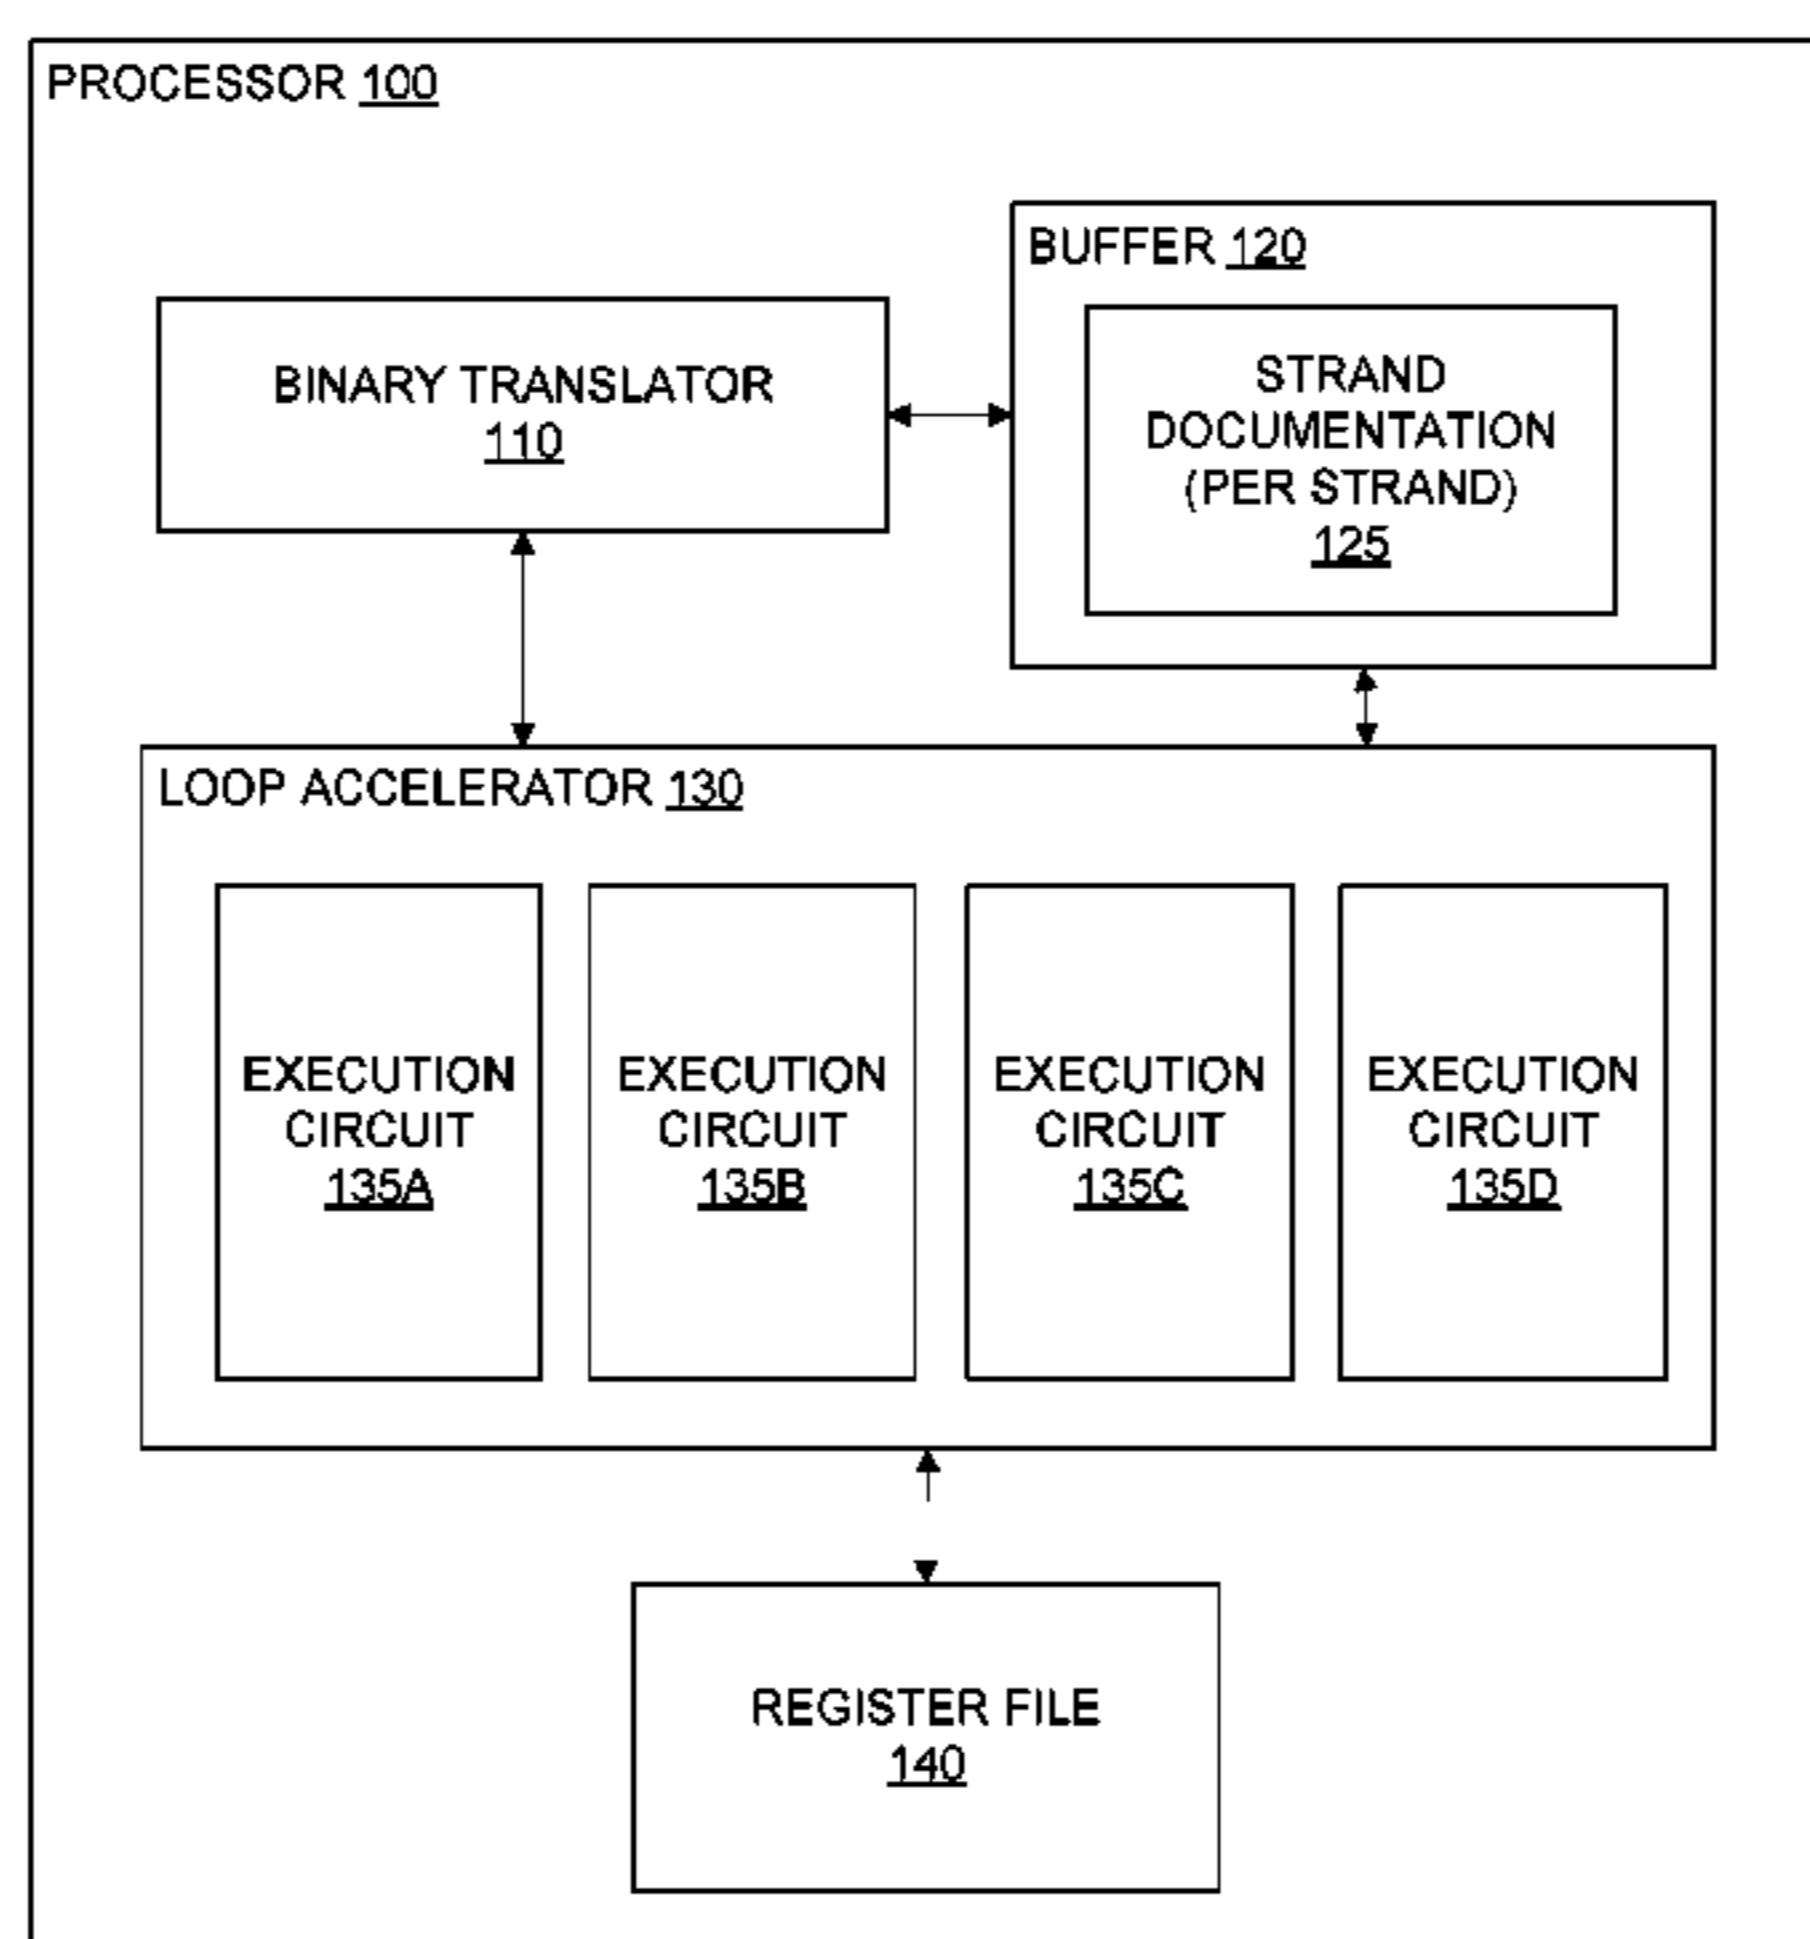 PROCESSOR 100
BUFFER 120
BINARY TRANSLATOR
110
STRAND
DOCUMENTATION
(PER STRAND)
125
LOOP ACCELERATOR 130
EXECUTION
CIRCUIT
135A
EXECUTION
CIRCUIT
135B
EXECUTION
CIRCUIT
135C
EXECUTION
CIRCUIT
135D
REGISTER FILE
140